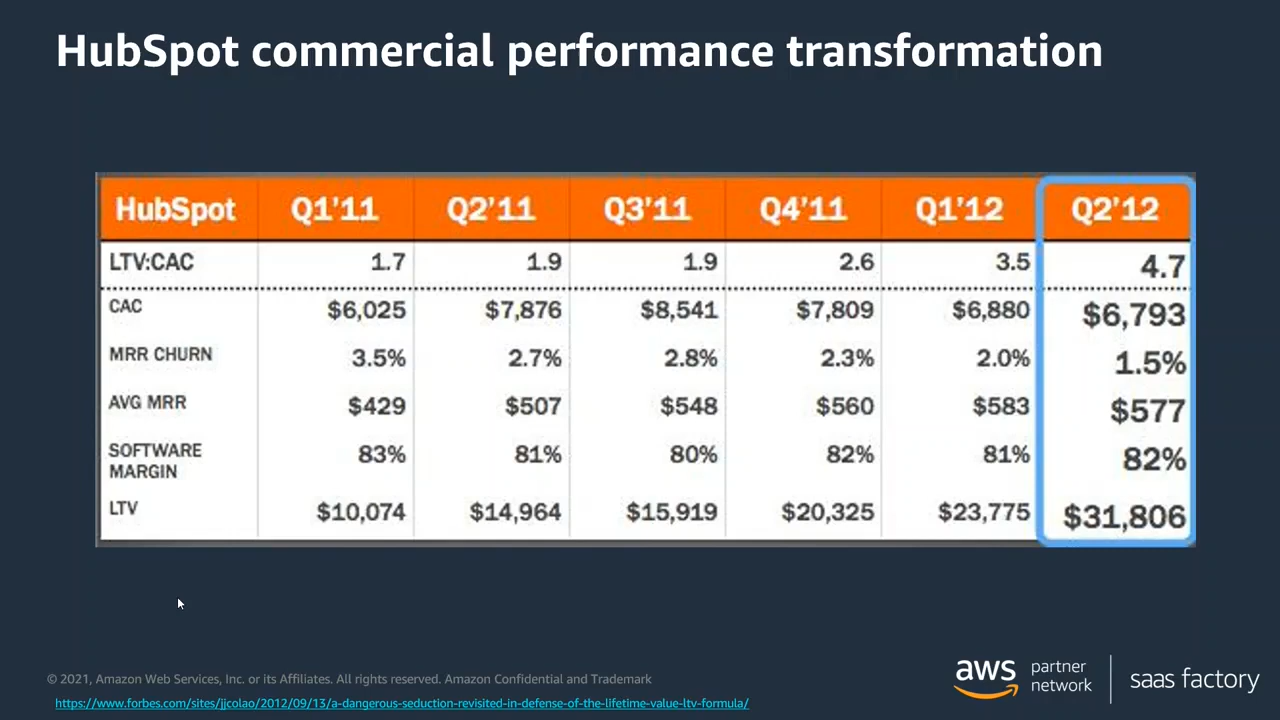 HubSpot commercial performance transformation
HubSpot Q1'11 Q2'11 Q3'11 Q4'11 Q1'12 Q2'12
LTV:CAC 1.7 1.9 1.9 2.6 3.5 4.7
CAC $6,025 $7,876 $8,541 $7,809 $6,880 $6,793
MRR CHURN 3.5% 2.7% 2.8% 2.3% 2.0% 1.5%
AVG MRR $429 $507 $548 $560 $583 $577
SOFTWARE MARGIN 83% 81% 80% 82% 81% 82%
LTV $10,074 $14,964 $15,919 $20,325 $23,775 $31,806
© 2021, Amazon Web Services, Inc. or its Affiliates. All rights reserved. Amazon Confidential and Trademark
https://www.forbes.com/sites/jjcolao/2012/09/13/a-dangerous-seduction-revisited-in-defense-of-the-lifetime-value-ltv-formula/
aws partner network saas factory